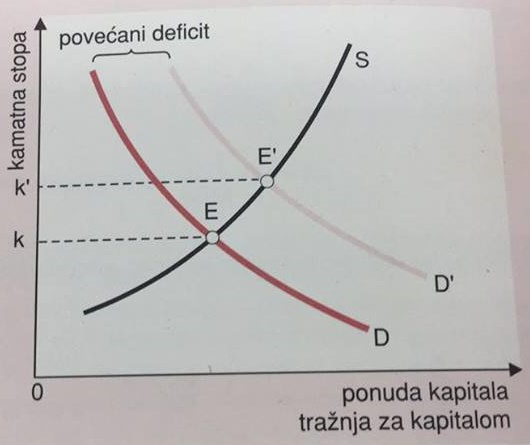 povećani deficit
kamatna stopa
S
E'
k'
E
k
D'
D
0
ponuda kapitala
tražnja za kapitalom